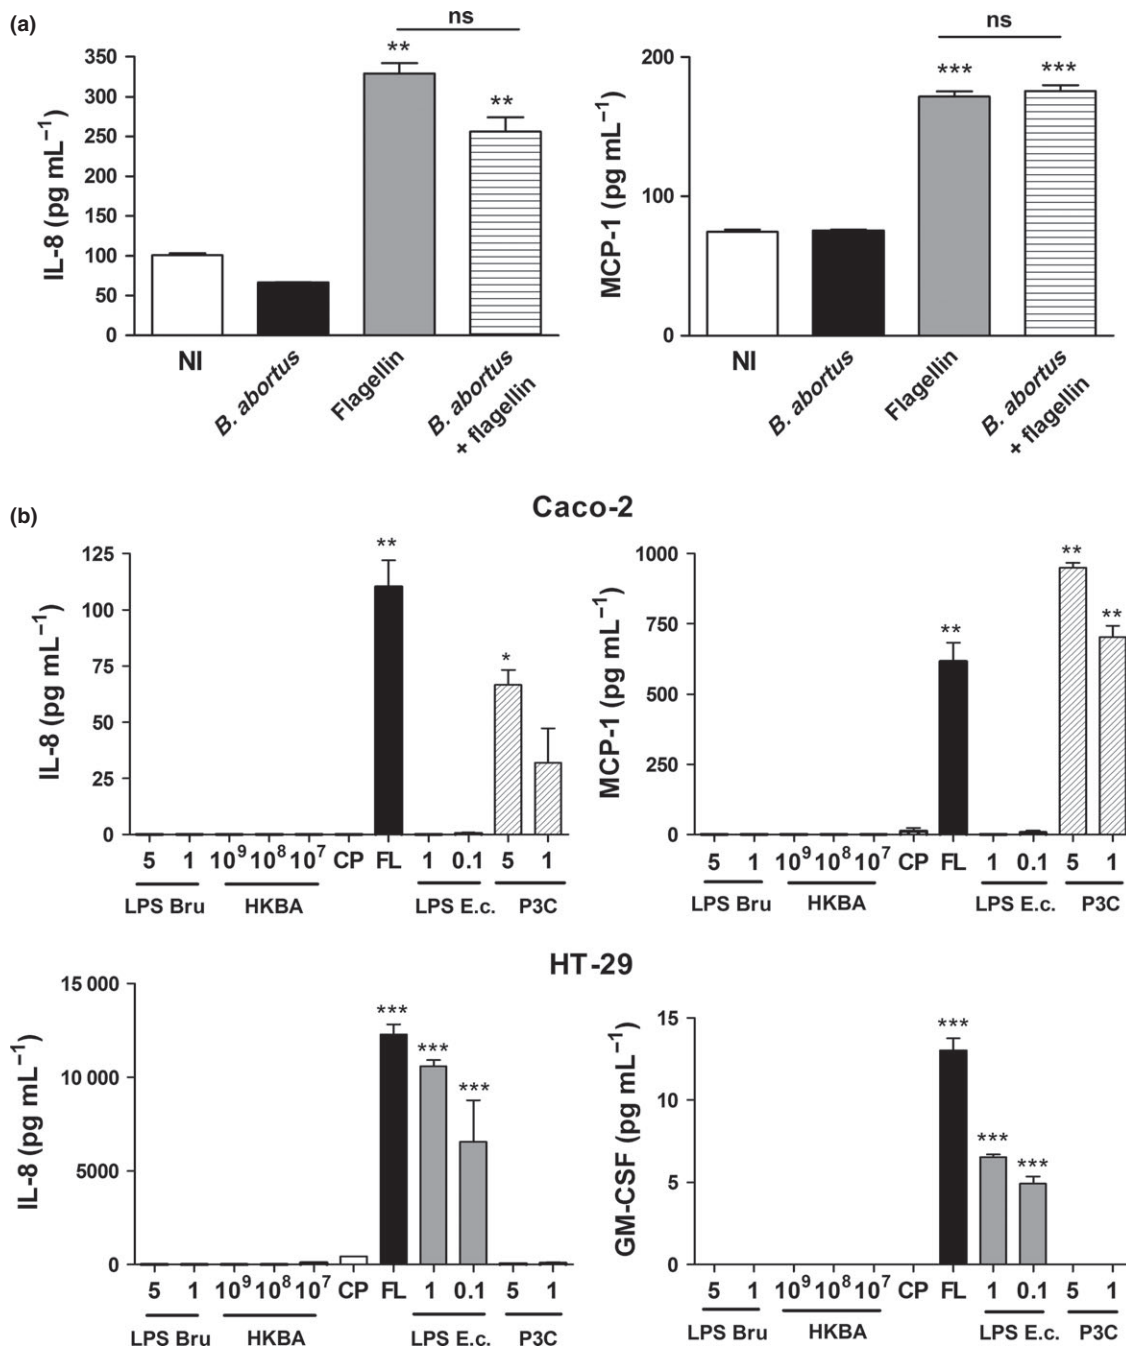 (a)
ns
350
300
250
200
150
100
50
0
IL-8 (pg mL⁻¹)
**
**
NI
B. abortus
Flagellin
B. abortus
+ flagellin
ns
200
100
0
MCP-1 (pg mL⁻¹)
***
***
NI
B. abortus
Flagellin
B. abortus
+ flagellin
(b)
Caco-2
125
100
75
50
25
0
IL-8 (pg mL⁻¹)
**
*
5 1 10⁹ 10⁸ 10⁷ CP FL 1 0.1 5 1
LPS Bru HKBA LPS E.c. P3C
1000
750
500
250
0
MCP-1 (pg mL⁻¹)
**
**
**
5 1 10⁹ 10⁸ 10⁷ CP FL 1 0.1 5 1
LPS Bru HKBA LPS E.c. P3C
HT-29
15 000
10 000
5000
0
IL-8 (pg mL⁻¹)
***
***
***
5 1 10⁹ 10⁸ 10⁷ CP FL 1 0.1 5 1
LPS Bru HKBA LPS E.c. P3C
15
10
5
0
GM-CSF (pg mL⁻¹)
***
***
***
5 1 10⁹ 10⁸ 10⁷ CP FL 1 0.1 5 1
LPS Bru HKBA LPS E.c. P3C